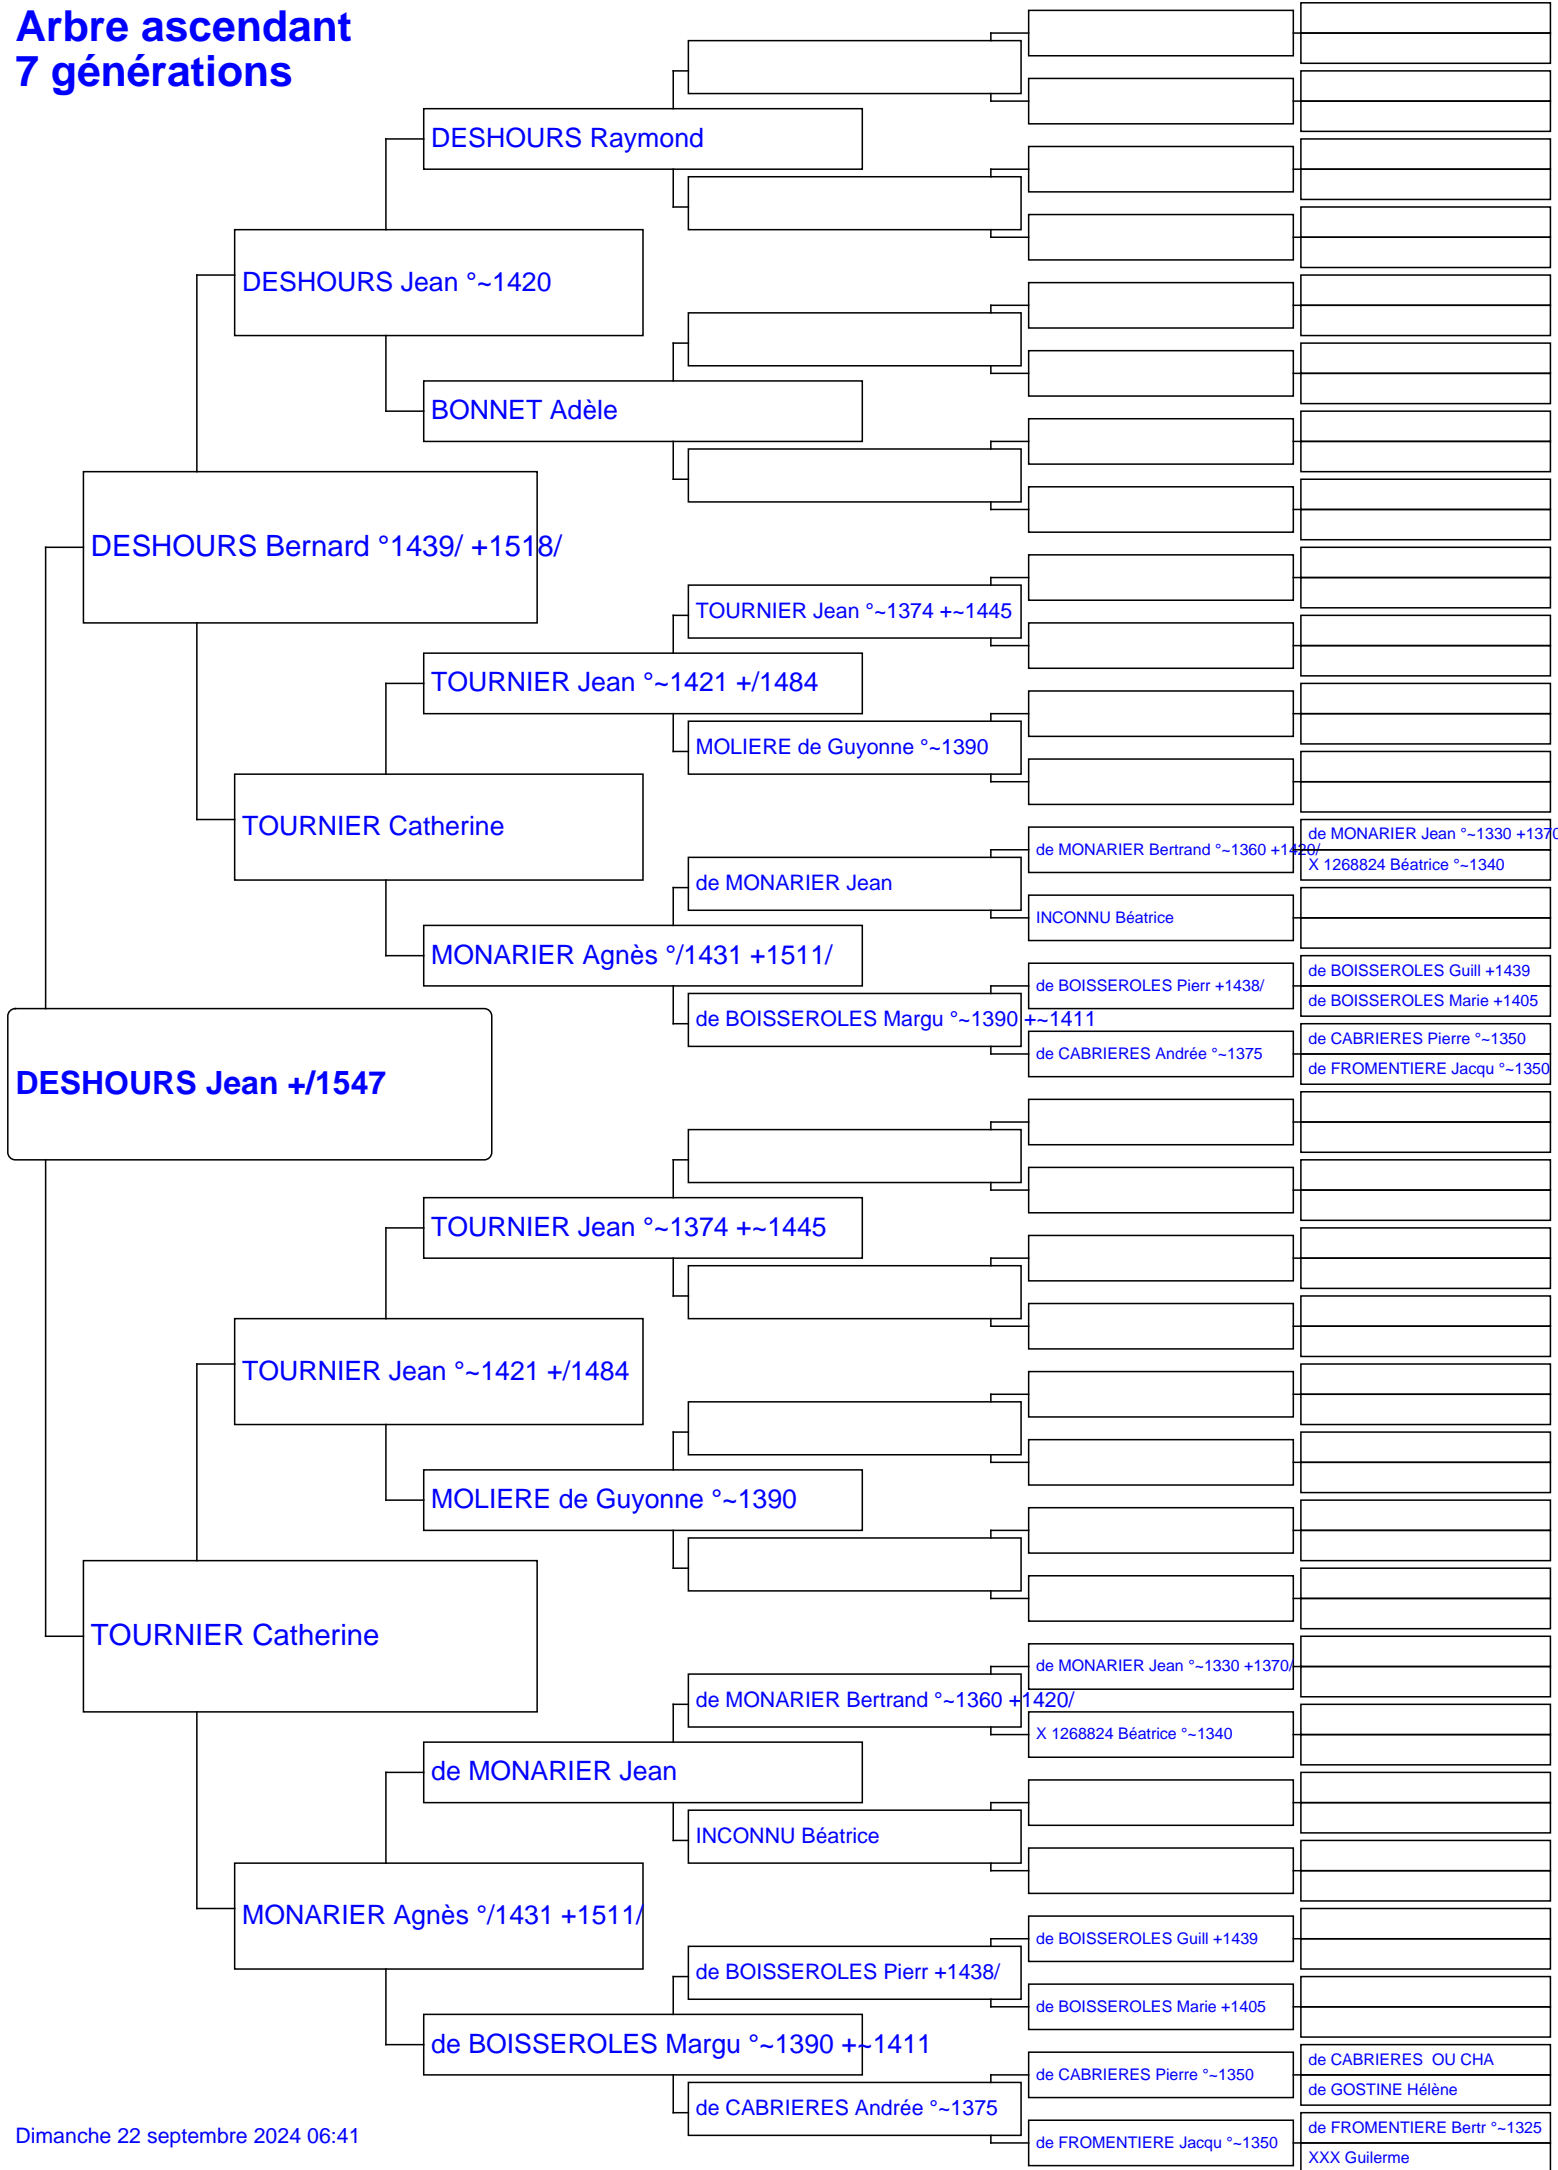 Arbre ascendant
7 générations
DESHOURS Raymond
DESHOURS Jean °~1420
BONNET Adèle
DESHOURS Bernard °1439/ +1518/
TOURNIER Jean °~1374 +~1445
TOURNIER Jean °~1421 +/1484
MOLIERE de Guyonne °~1390
TOURNIER Catherine
de MONARIER Jean °~1330 +1370
de MONARIER Bertrand °~1360 +1420/
X 1268824 Béatrice °~1340
de MONARIER Jean
INCONNU Béatrice
MONARIER Agnès °/1431 +1511/
de BOISSEROLES Guill +1439
de BOISSEROLES Pierr +1438/
de BOISSEROLES Marie +1405
de BOISSEROLES Margu °~1390 +~1411
de CABRIERES Pierre °~1350
de CABRIERES Andrée °~1375
de FROMENTIERE Jacqu °~1350
DESHOURS Jean +/1547
TOURNIER Jean °~1374 +~1445
TOURNIER Jean °~1421 +/1484
MOLIERE de Guyonne °~1390
TOURNIER Catherine
de MONARIER Jean °~1330 +1370/
de MONARIER Bertrand °~1360 +1420/
X 1268824 Béatrice °~1340
de MONARIER Jean
INCONNU Béatrice
MONARIER Agnès °/1431 +1511/
de BOISSEROLES Guill +1439
de BOISSEROLES Pierr +1438/
de BOISSEROLES Marie +1405
de BOISSEROLES Margu °~1390 +~1411
de CABRIERES  OU CHA
de CABRIERES Pierre °~1350
de GOSTINE Hélène
de CABRIERES Andrée °~1375
de FROMENTIERE Bertr °~1325
de FROMENTIERE Jacqu °~1350
XXX Guilerme
Dimanche 22 septembre 2024 06:41